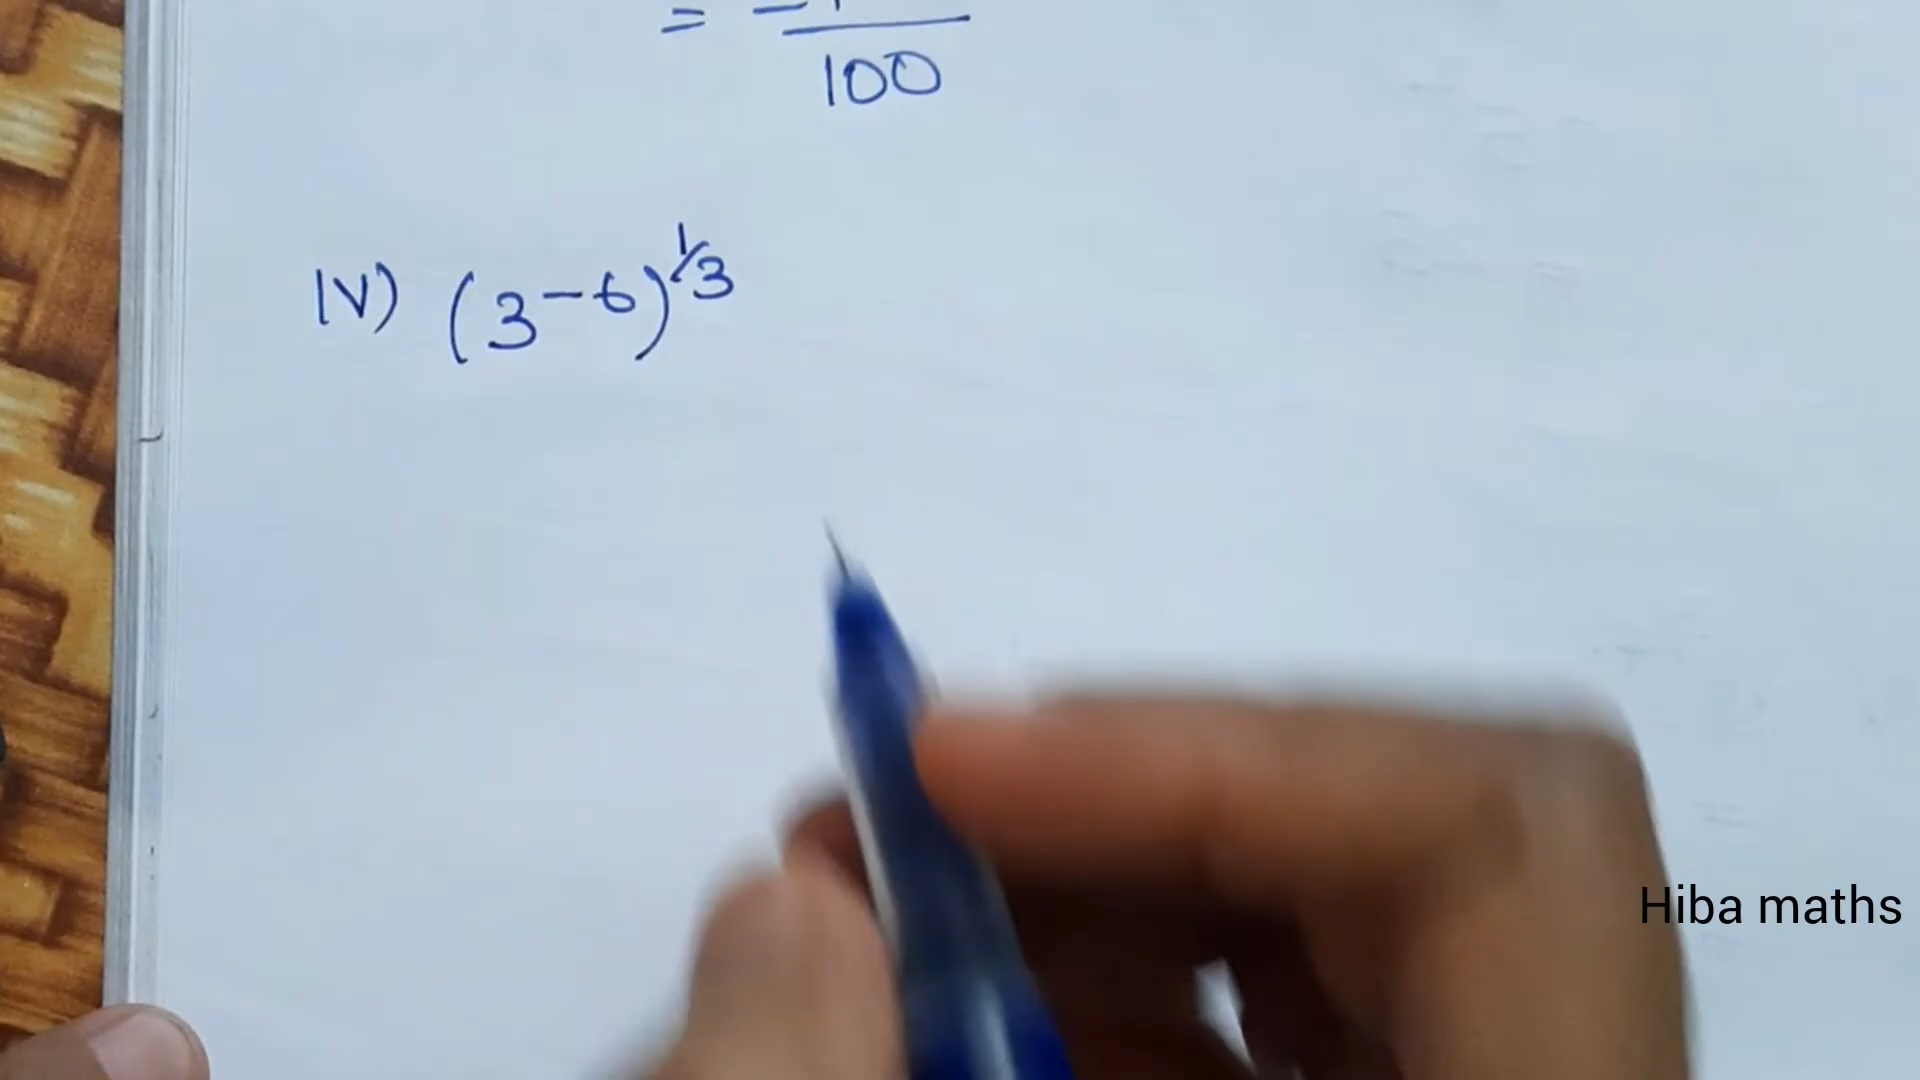 =
100
IV) (3⁻⁶)^1/3
Hiba maths